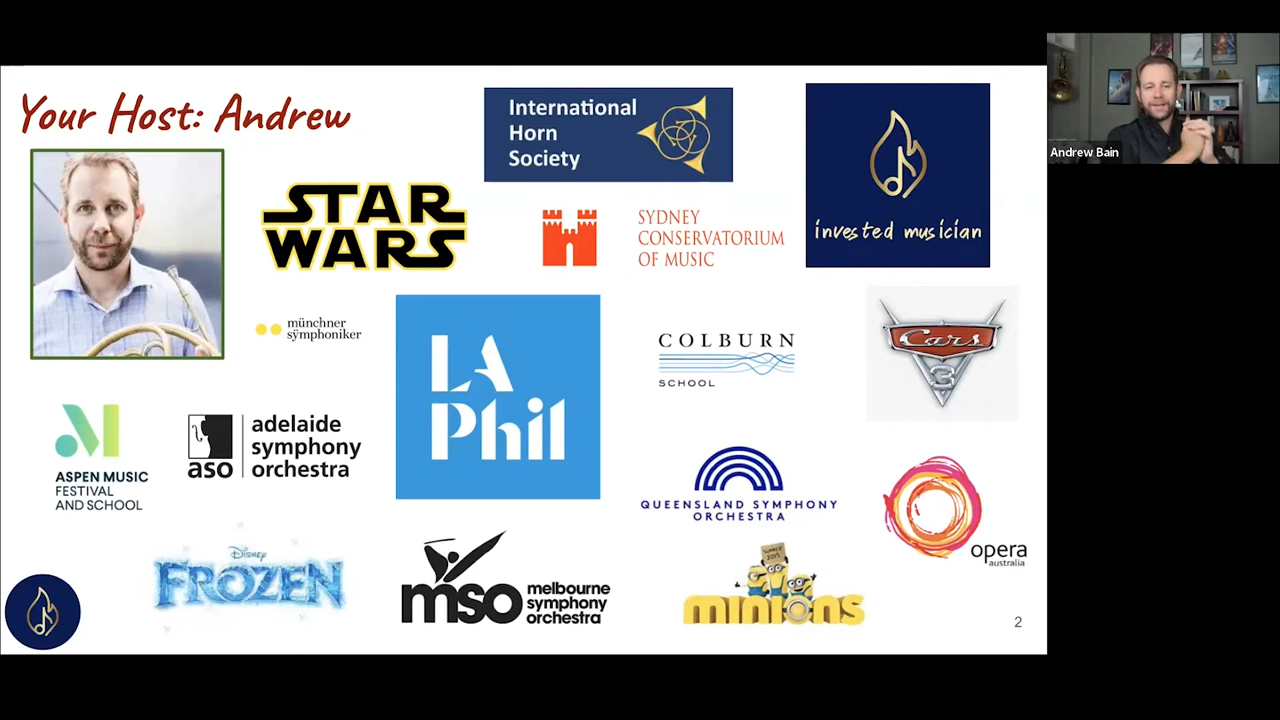 Your Host: Andrew
International
Horn
Society
invested musician
Andrew Bain
STAR
WARS
SYDNEY
CONSERVATORIUM
OF MUSIC
münchner
symphoniker
LA
Phil
COLBURN
SCHOOL
Cars
3
ASPEN MUSIC
FESTIVAL
AND SCHOOL
aso
adelaide
symphony
orchestra
QUEENSLAND SYMPHONY
ORCHESTRA
opera
australia
Disney
FROZEN
mso
melbourne
symphony
orchestra
SUMMER
2015
minions
2